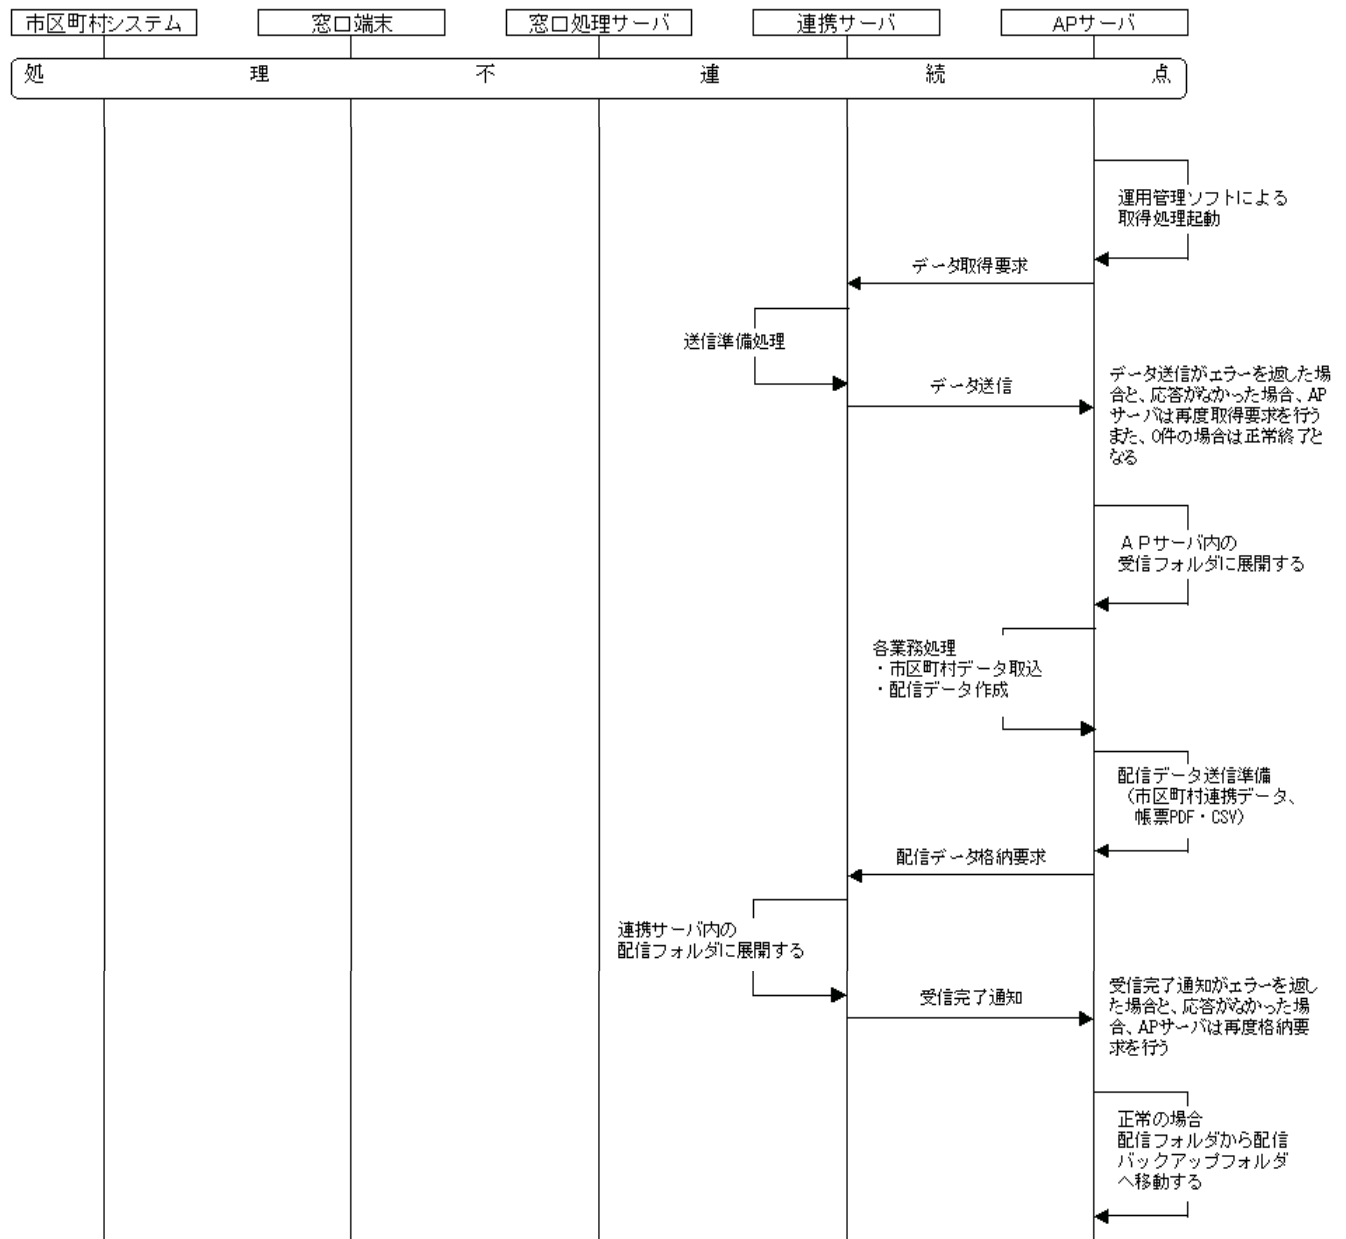 市区町村システム
窓口端末
窓口処理サーバ
連携サーバ
APサーバ
処理不連続点
運用管理ソフトによる
取得処理起動
データ取得要求
送信準備処理
データ送信
データ送信がエラーを返した場
合と、応答がなかった場合、AP
サーバは再度取得要求を行う
また、0件の場合は正常終了と
なる
APサーバ内の
受信フォルダに展開する
各業務処理
・市区町村データ取込
・配信データ作成
配信データ送信準備
(市区町村連携データ、
帳票PDF・CSV)
配信データ格納要求
連携サーバ内の
配信フォルダに展開する
受信完了通知
受信完了通知がエラーを返し
た場合と、応答がなかった場
合、APサーバは再度格納要
求を行う
正常の場合
配信フォルダから配信
バックアップフォルダ
へ移動する